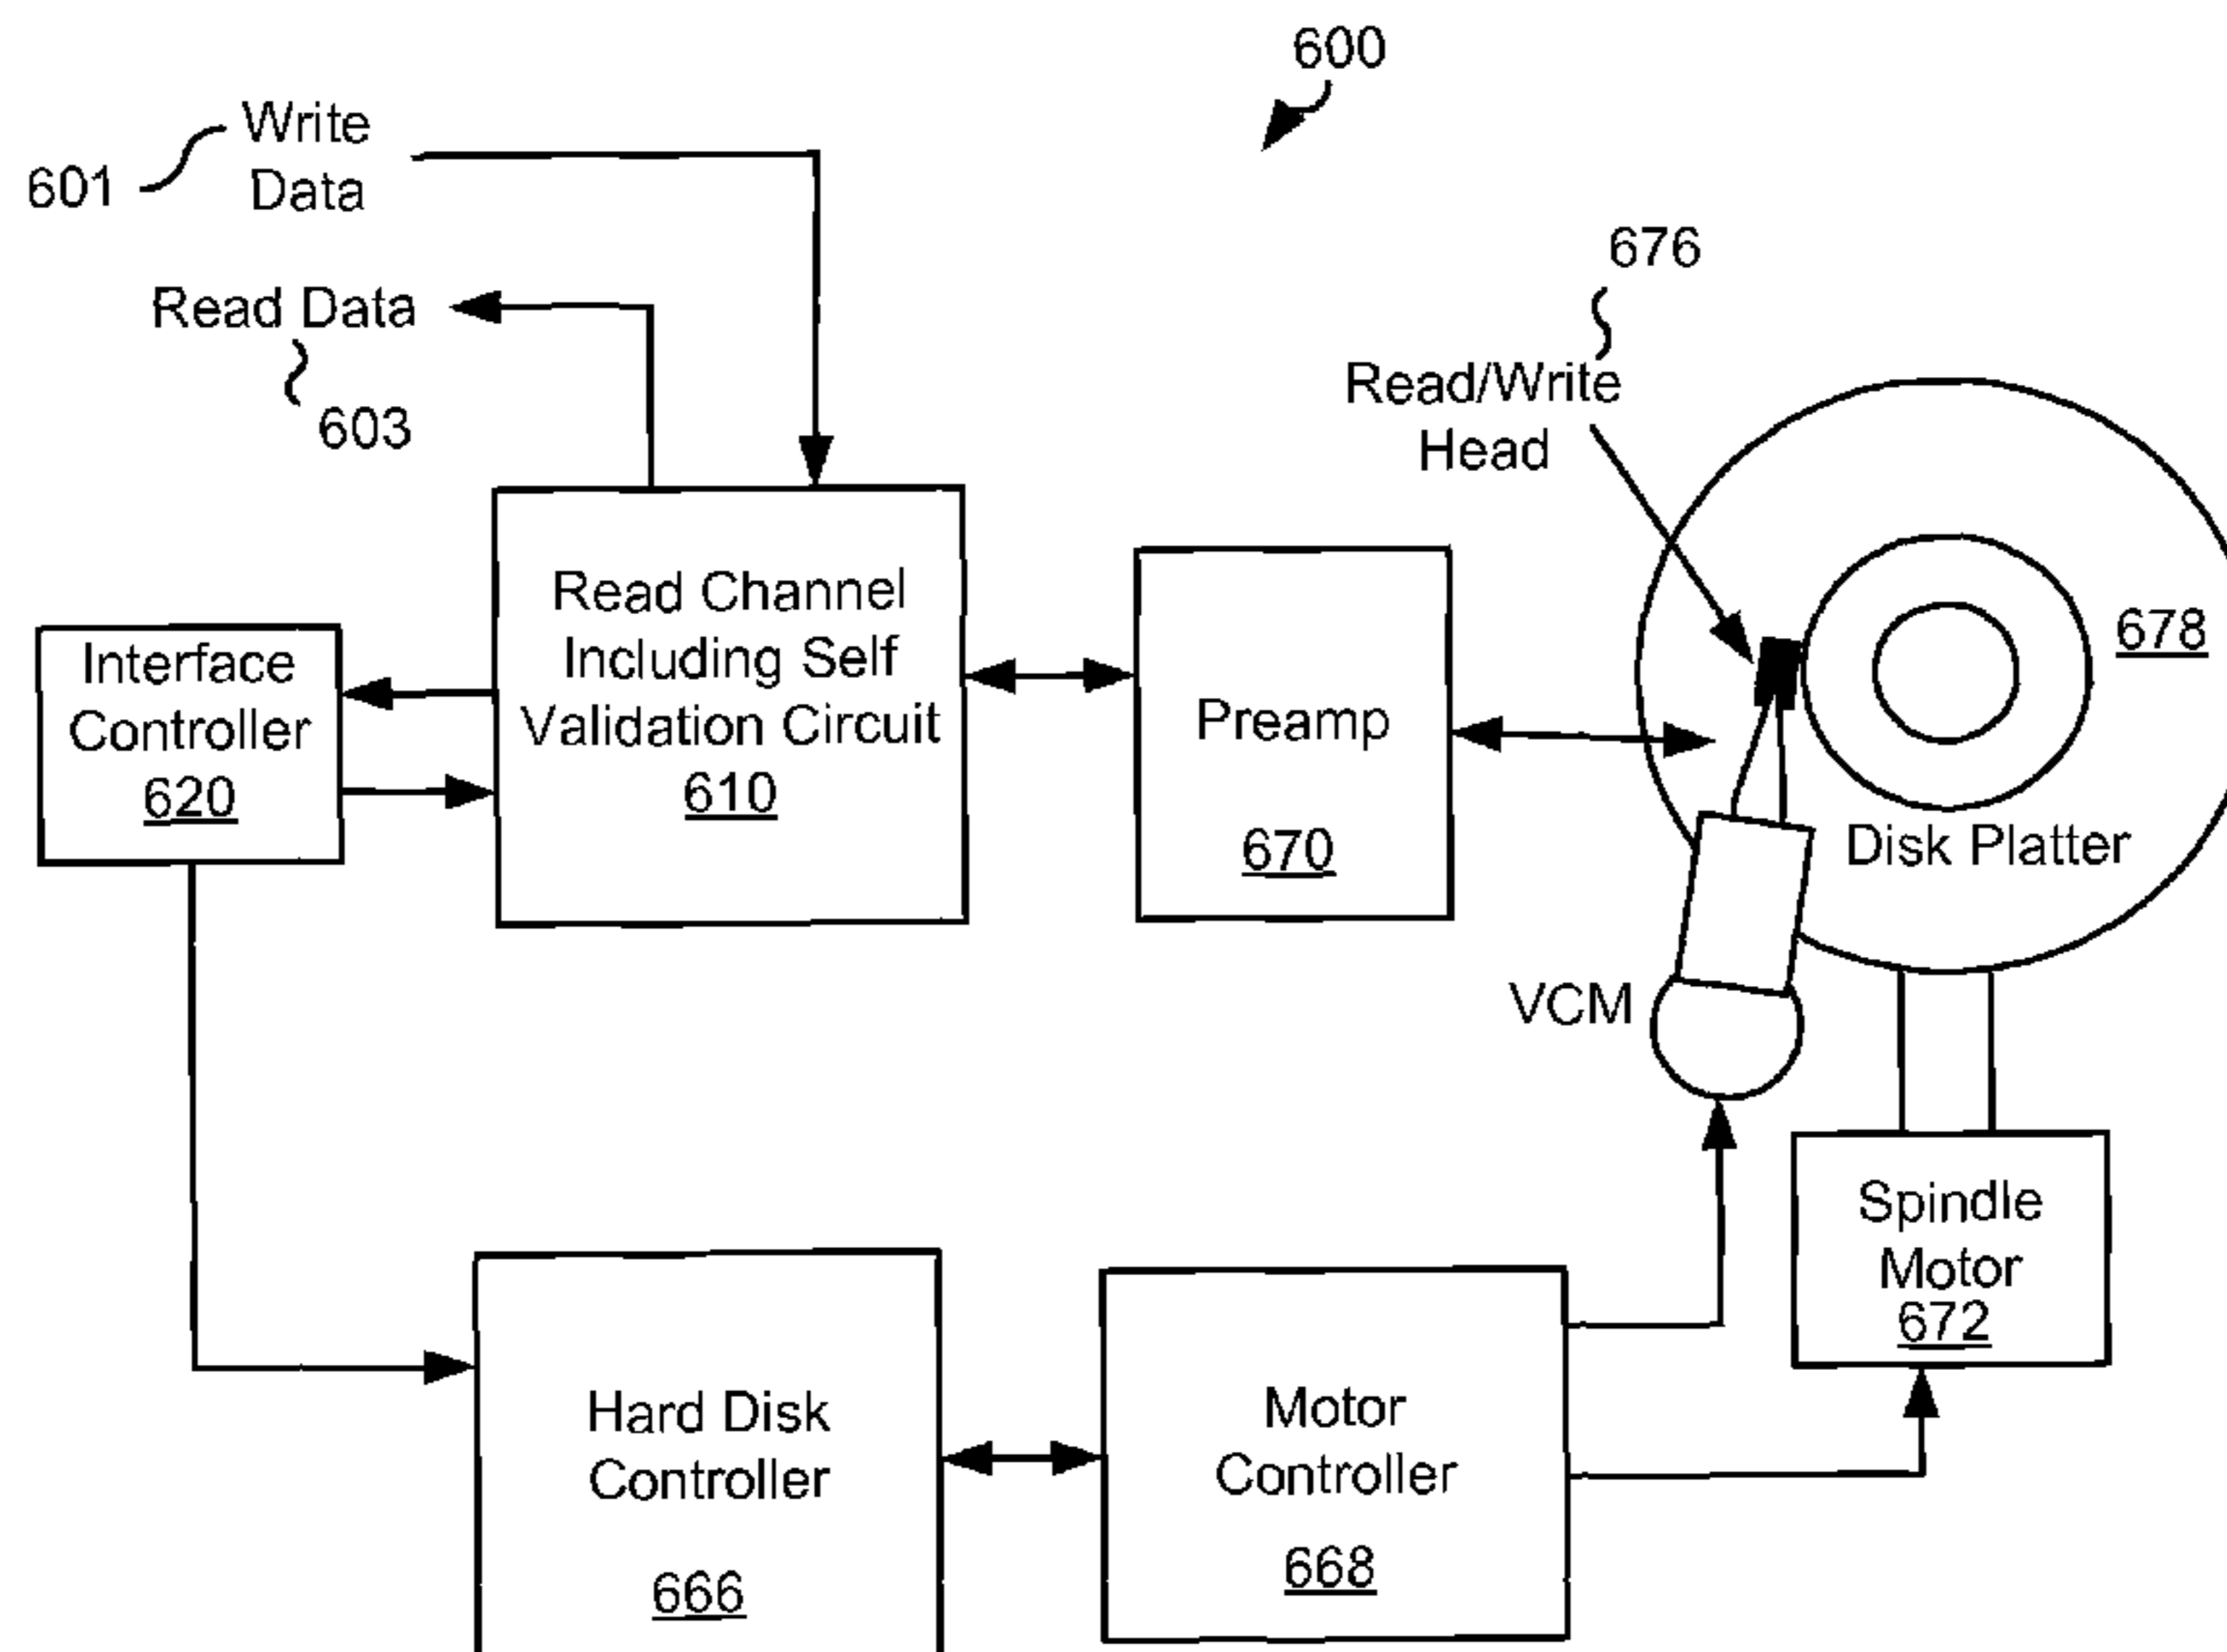 600
Write
601
Data
676
Read Data
603
Read/Write
Head
Read Channel
Including Self
Validation Circuit
610
Interface
Controller
620
Preamp
670
678
Disk Platter
VCM
Spindle
Motor
672
Hard Disk
Controller
666
Motor
Controller
668